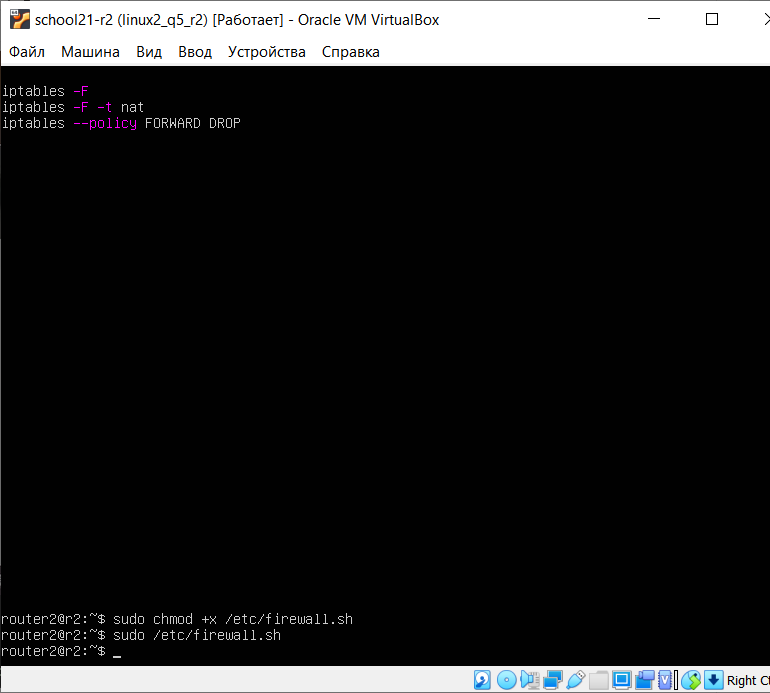 school21-r2 (linux2_q5_r2) [Работает] - Oracle VM VirtualBox
Файл Машина Вид Ввод Устройства Справка
iptables -F
iptables -F -t nat
iptables --policy FORWARD DROP
router2@r2:~$ sudo chmod +x /etc/firewall.sh
router2@r2:~$ sudo /etc/firewall.sh
router2@r2:~$ _
Right Ct